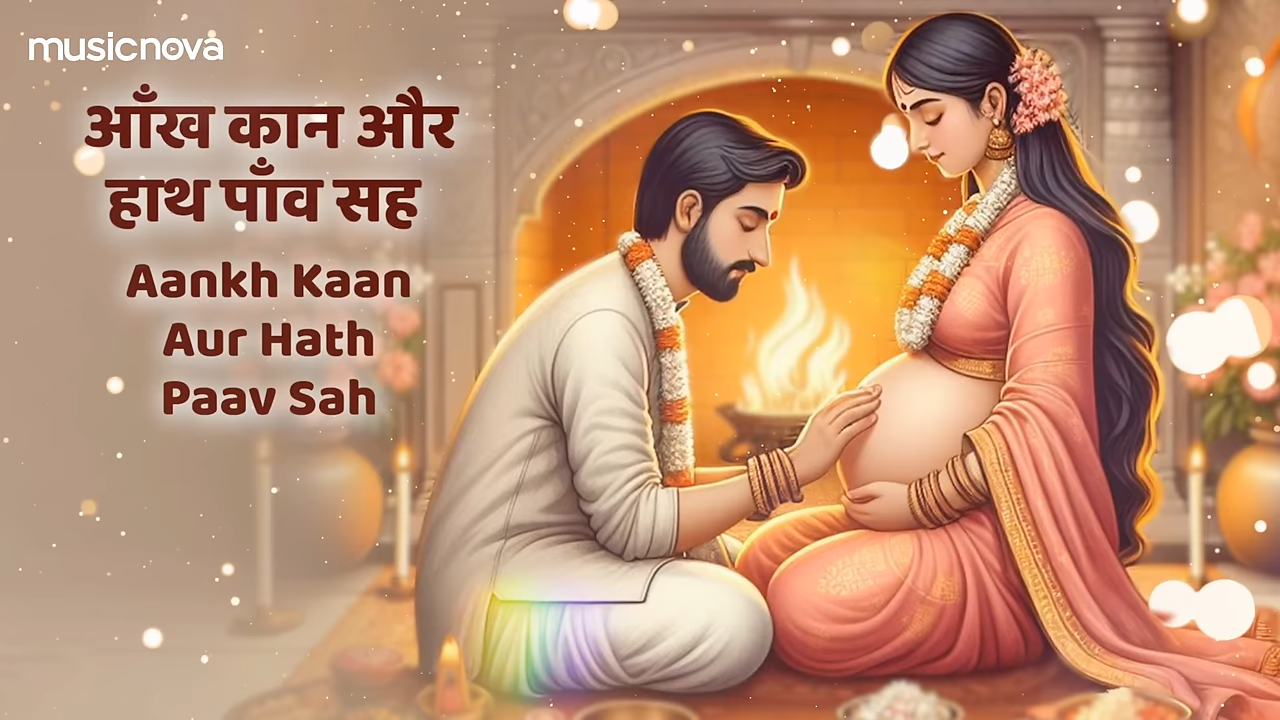 musicnova
आँख कान और
हाथ पाँव सह
Aankh Kaan
Aur Hath
Paav Sah